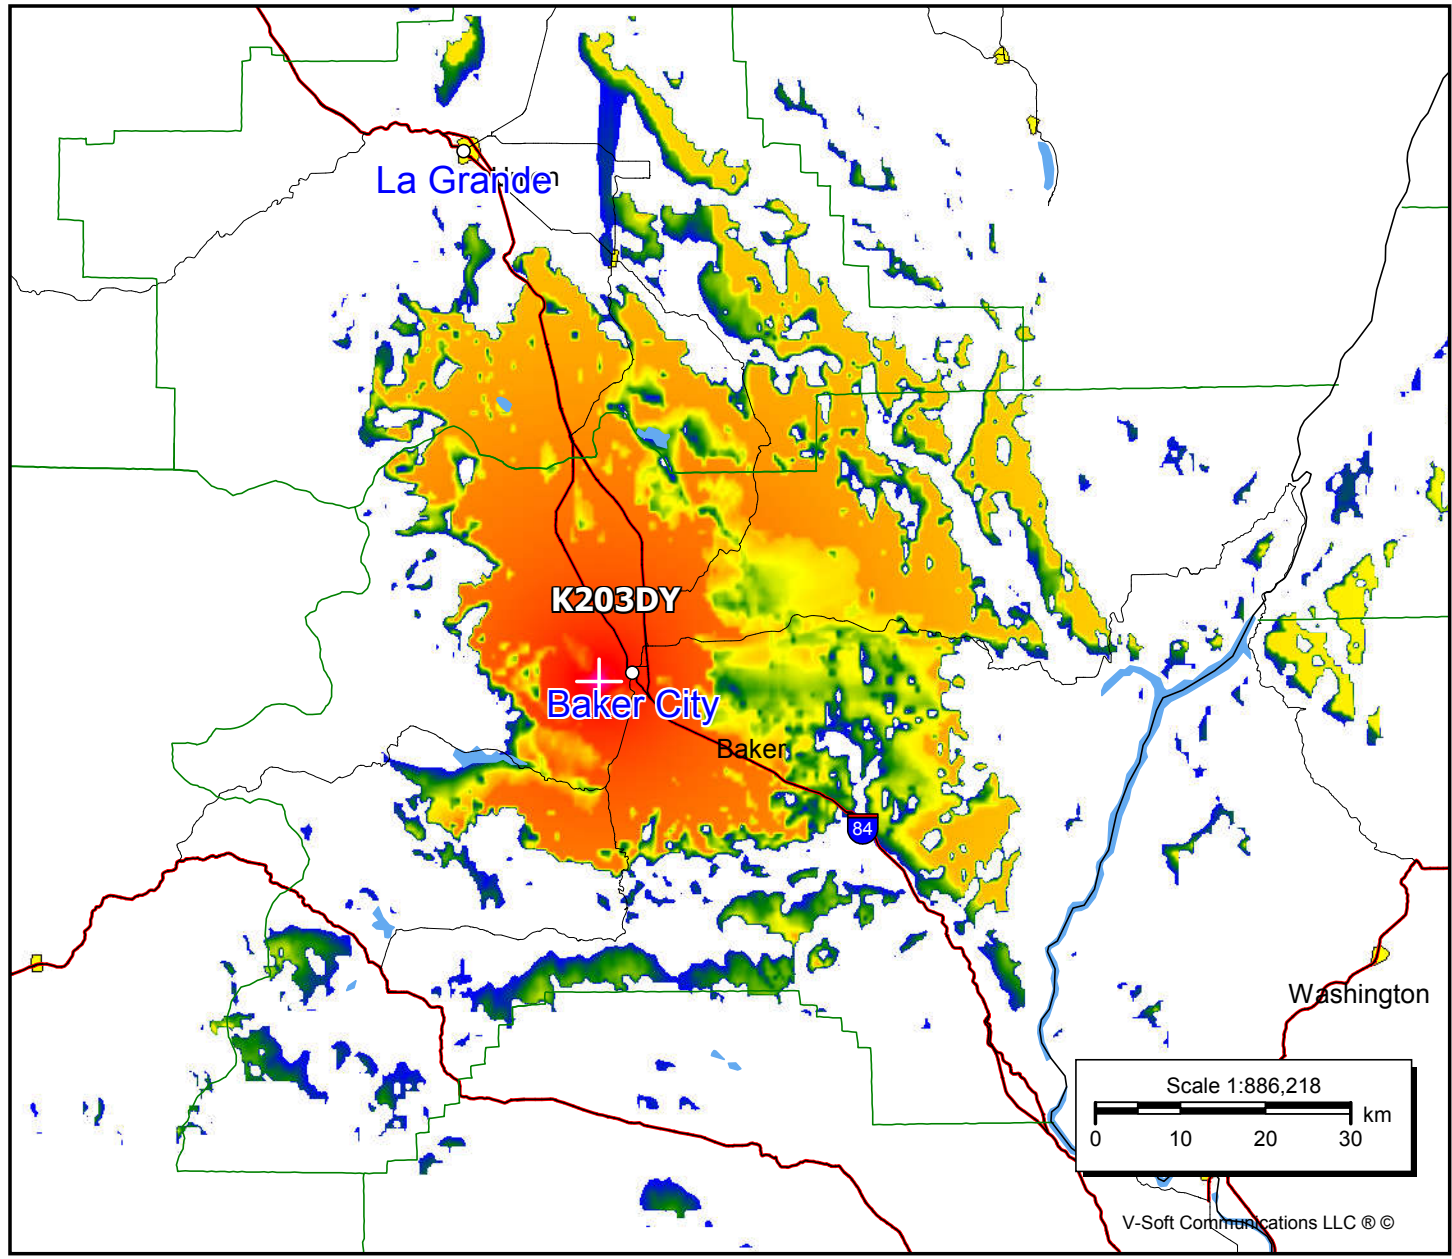 La Grande
K203DY
Baker City
Baker
84
Washington
Scale 1:886,218
km
0 10 20 30
V-Soft Communications LLC ® ©